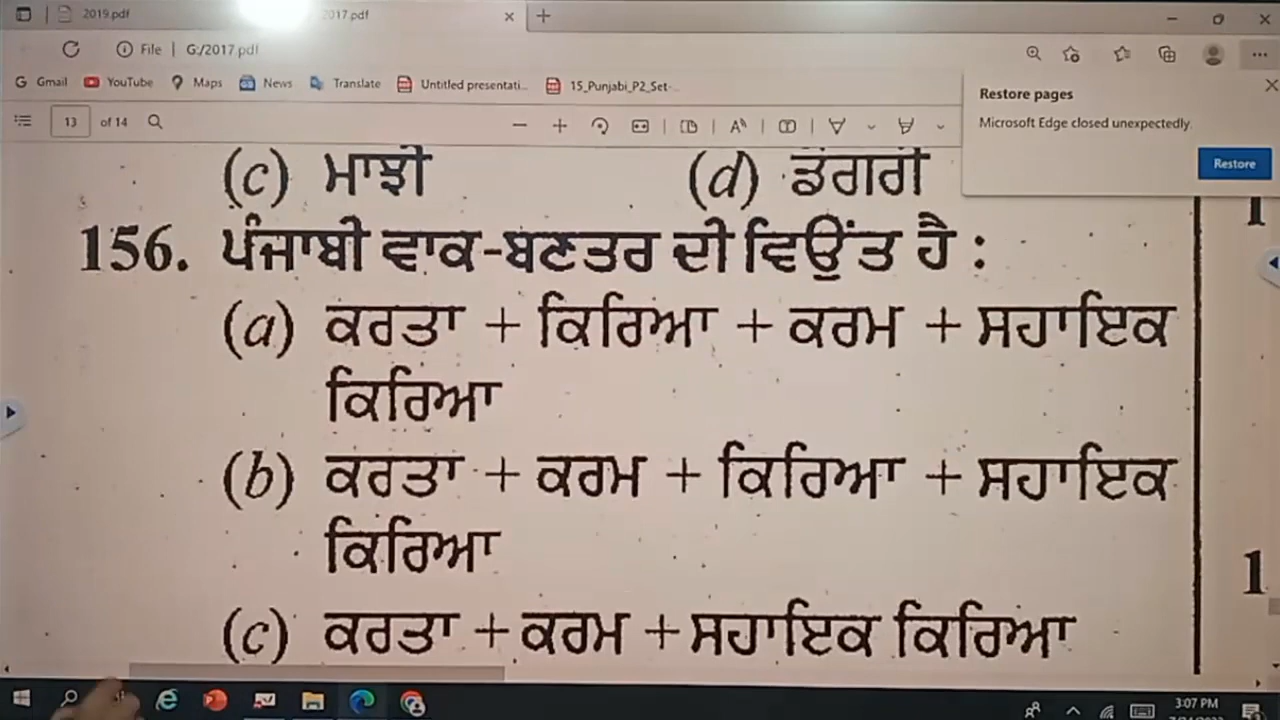 2019.pdf
2017.pdf
File | G:/2017.pdf
Gmail YouTube Maps News Translate Untitled presentati... 15_Punjabi_P2_Set-...
Restore pages
Microsoft Edge closed unexpectedly.
Restore
13 of 14
(c) ਮਾਝੀ (d) ਡੋਗਰੀ
156. ਪੰਜਾਬੀ ਵਾਕ-ਬਣਤਰ ਦੀ ਵਿਉਂਤ ਹੈ :
(a) ਕਰਤਾ + ਕਿਰਿਆ + ਕਰਮ + ਸਹਾਇਕ
ਕਿਰਿਆ
(b) ਕਰਤਾ + ਕਰਮ + ਕਿਰਿਆ + ਸਹਾਇਕ
ਕਿਰਿਆ
(c) ਕਰਤਾ + ਕਰਮ + ਸਹਾਇਕ ਕਿਰਿਆ
3:07 PM